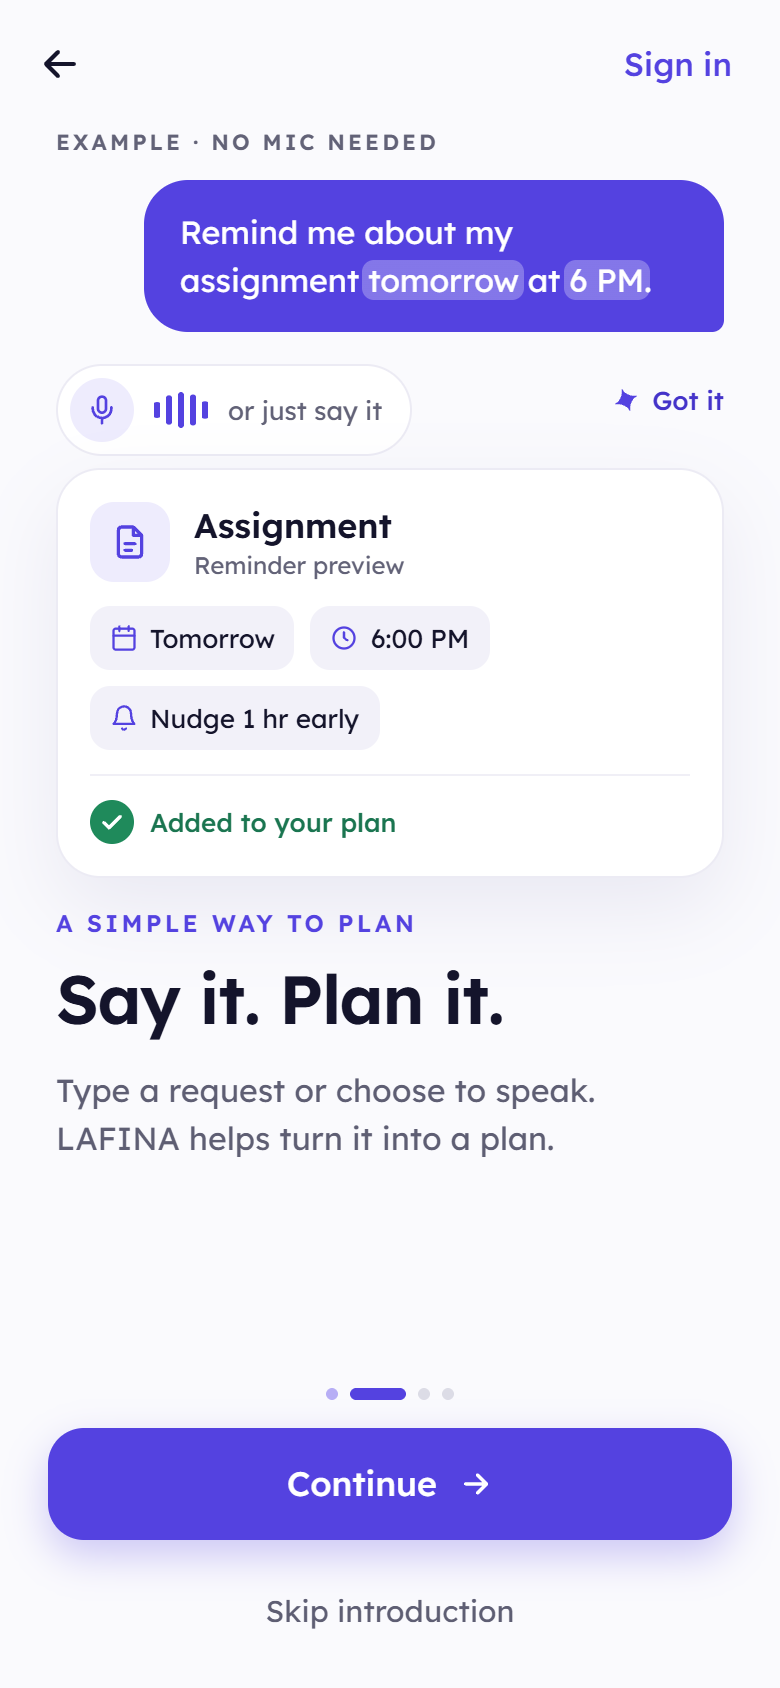 Sign in
EXAMPLE · NO MIC NEEDED
Remind me about my
assignment tomorrow at 6 PM.
or just say it
Got it
Assignment
Reminder preview
Tomorrow
6:00 PM
Nudge 1 hr early
Added to your plan
A SIMPLE WAY TO PLAN
Say it. Plan it.
Type a request or choose to speak.
LAFINA helps turn it into a plan.
Continue
Skip introduction